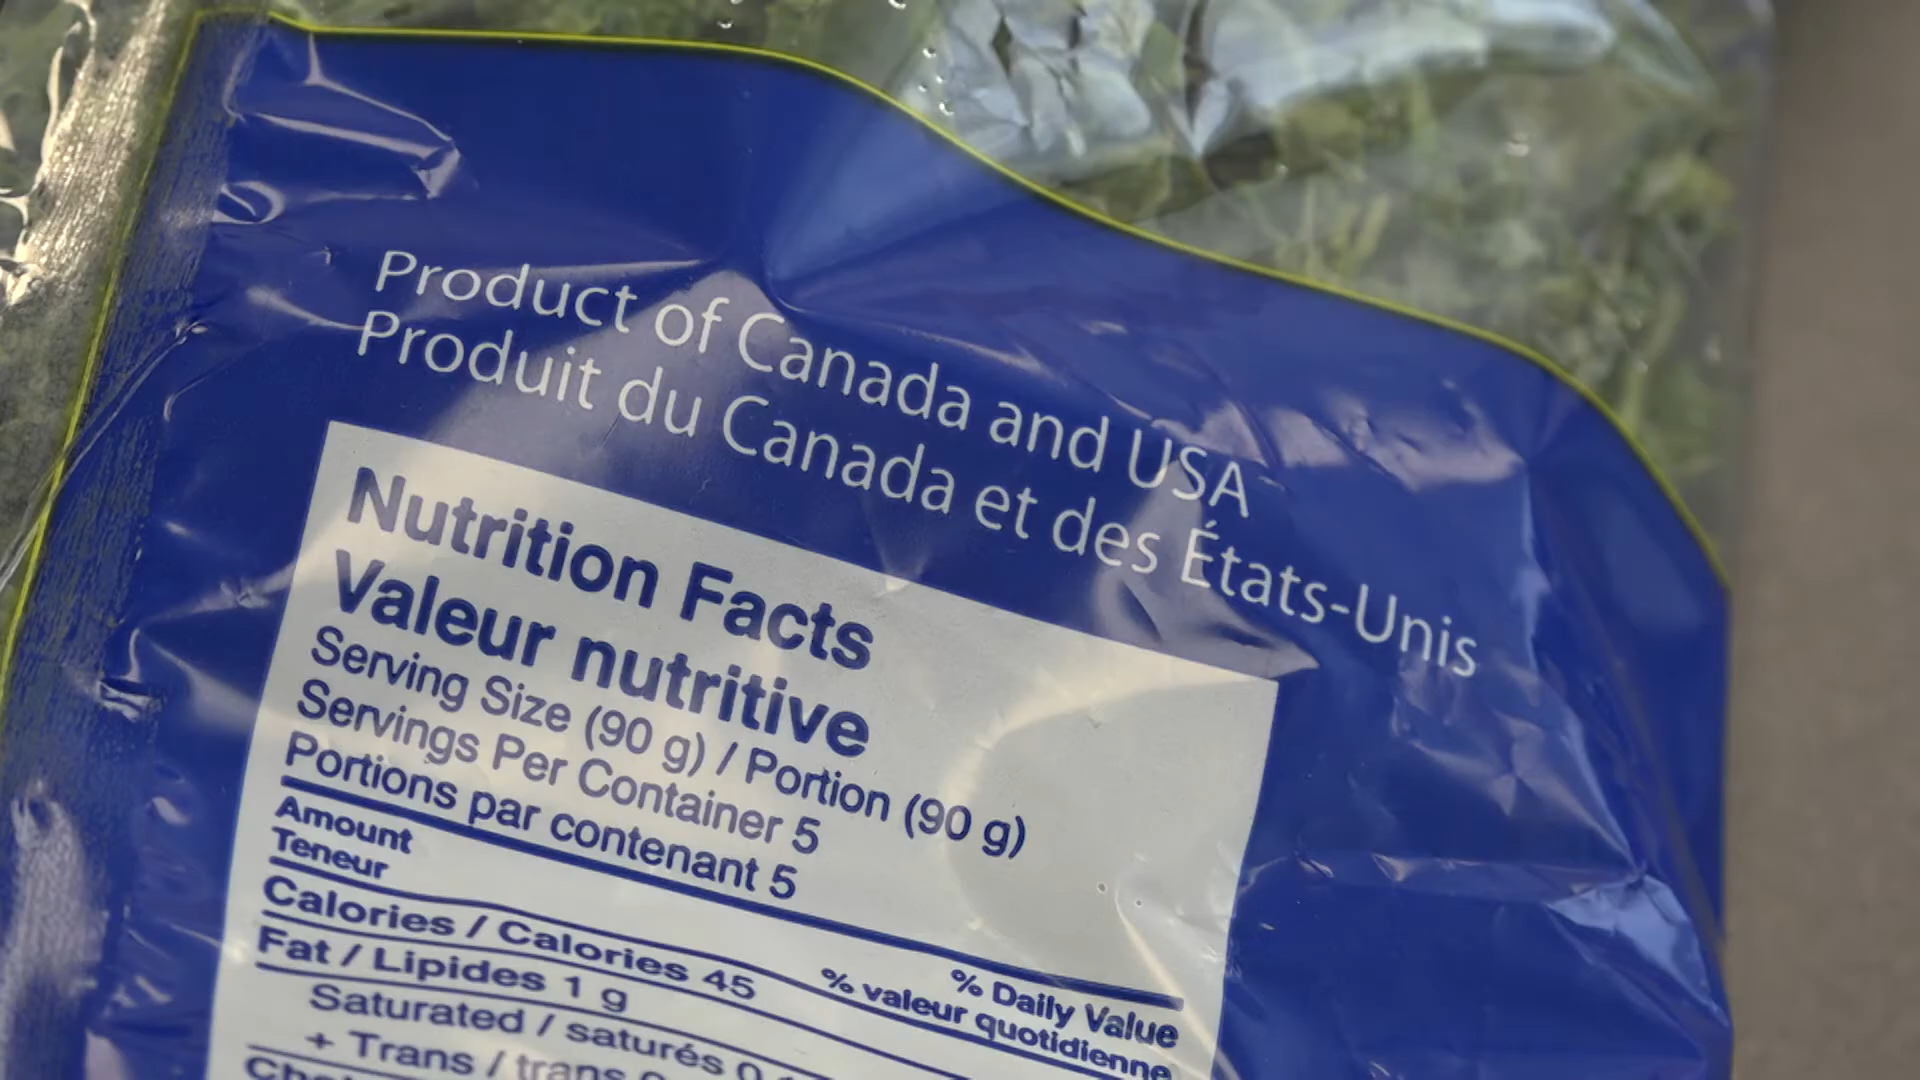 Product of Canada and USA
Produit du Canada et des États-Unis
Nutrition Facts
Valeur nutritive
Serving Size (90 g) / Portion (90 g)
Servings Per Container 5
Portions par contenant 5
Amount
Teneur
% Daily Value
% valeur quotidienne
Calories / Calories 45
Fat / Lipides 1 g
Saturated / saturés
+ Trans / trans